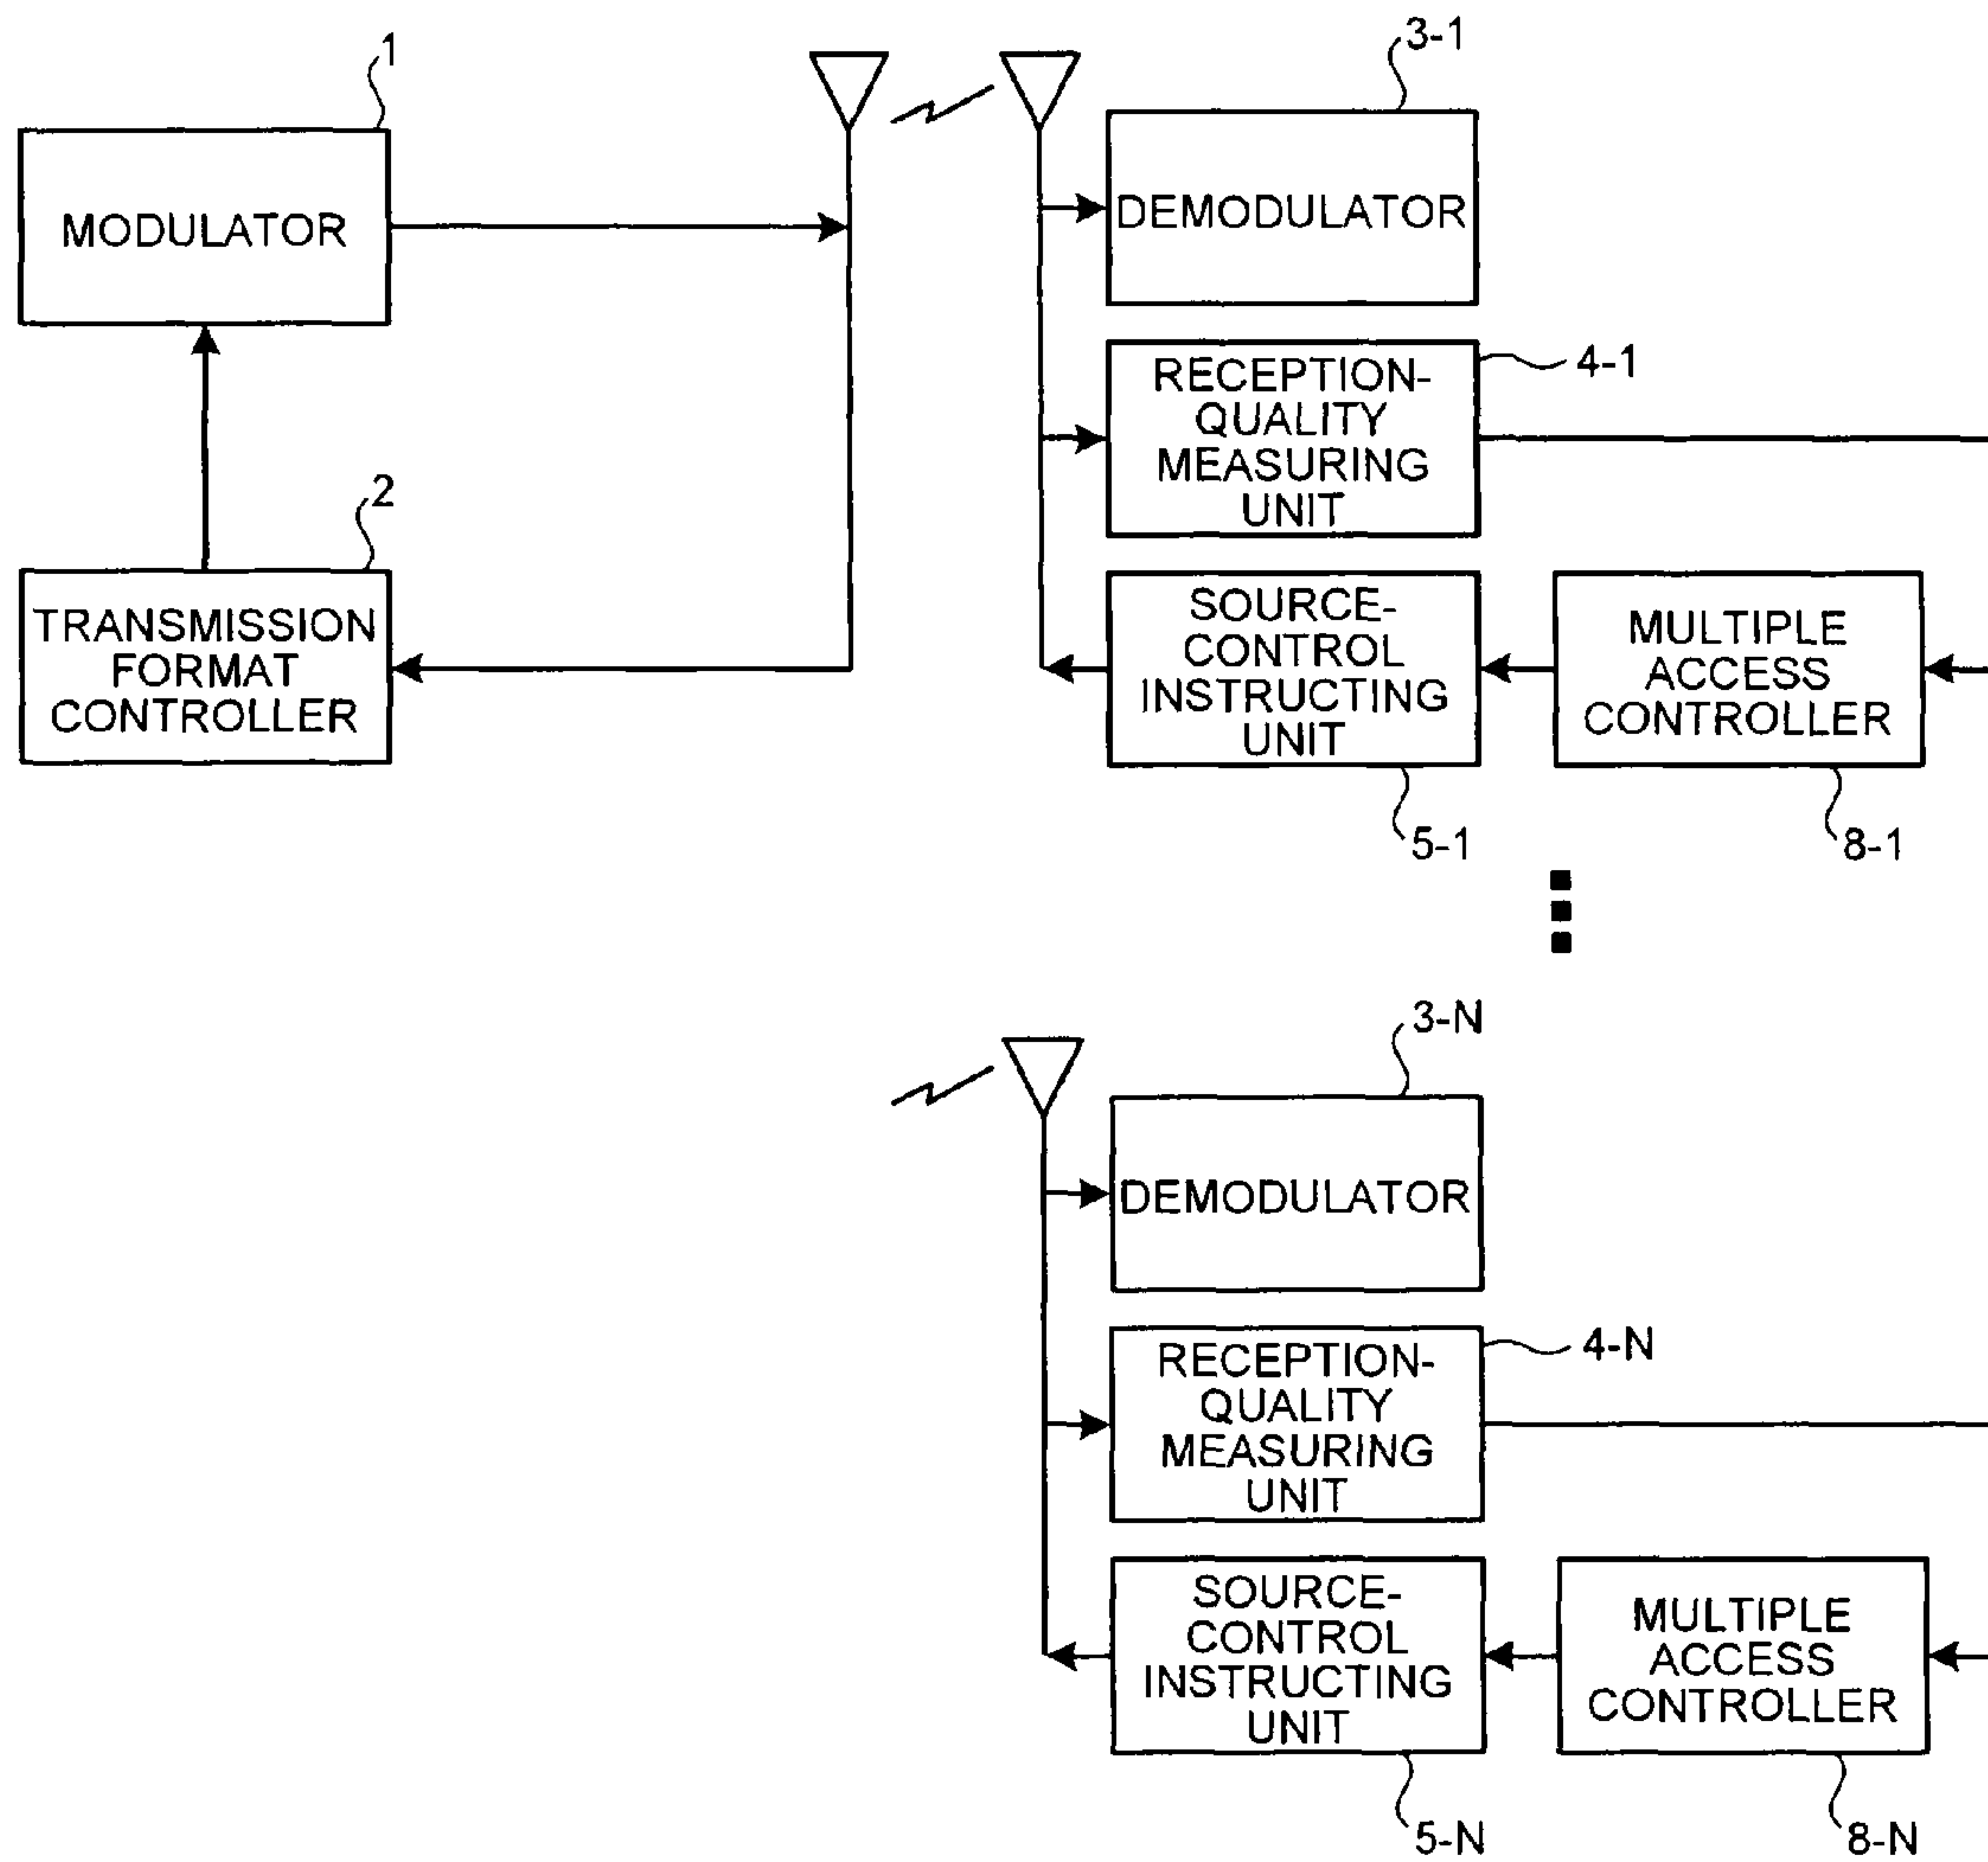 1
MODULATOR
2
TRANSMISSION
FORMAT
CONTROLLER
3-1
DEMODULATOR
4-1
RECEPTION-
QUALITY
MEASURING
UNIT
SOURCE-
CONTROL
INSTRUCTING
UNIT
5-1
MULTIPLE
ACCESS
CONTROLLER
8-1
3-N
DEMODULATOR
4-N
RECEPTION-
QUALITY
MEASURING
UNIT
SOURCE-
CONTROL
INSTRUCTING
UNIT
5-N
MULTIPLE
ACCESS
CONTROLLER
8-N